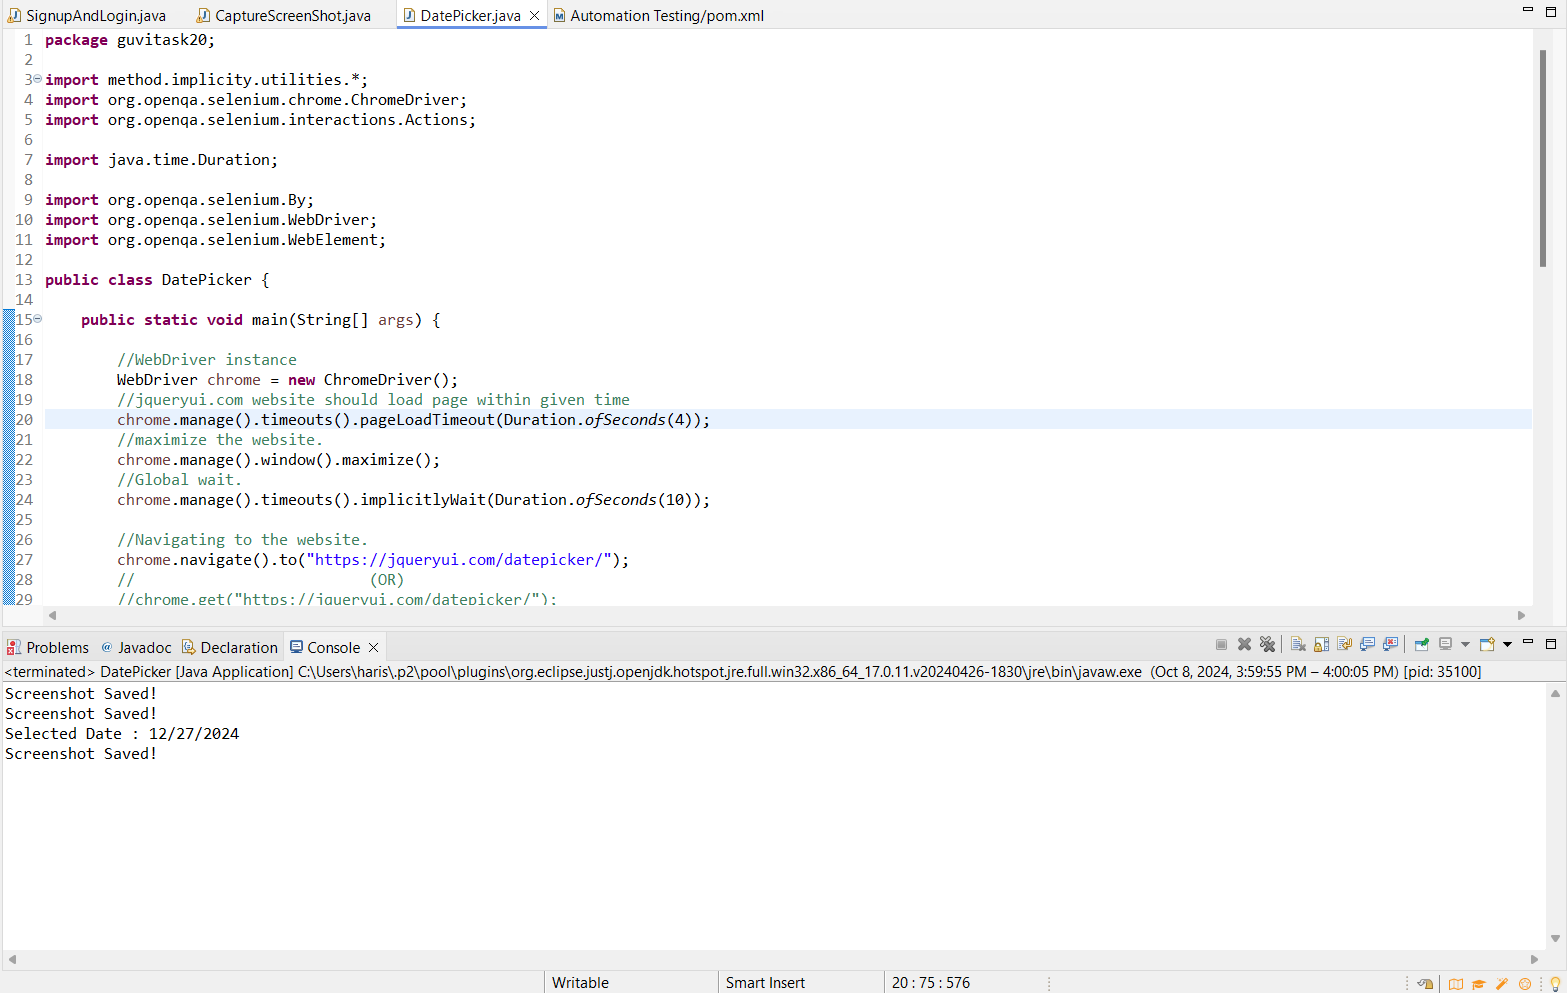 SignupAndLogin.java CaptureScreenShot.java DatePicker.java Automation Testing/pom.xml
1 package guvitask20;
2
3 import method.implicity.utilities.*;
4 import org.openqa.selenium.chrome.ChromeDriver;
5 import org.openqa.selenium.interactions.Actions;
6
7 import java.time.Duration;
8
9 import org.openqa.selenium.By;
10 import org.openqa.selenium.WebDriver;
11 import org.openqa.selenium.WebElement;
12
13 public class DatePicker {
14
15 public static void main(String[] args) {
16
17 //WebDriver instance
18 WebDriver chrome = new ChromeDriver();
19 //jqueryui.com website should load page within given time
20 chrome.manage().timeouts().pageLoadTimeout(Duration.ofSeconds(4));
21 //maximize the website.
22 chrome.manage().window().maximize();
23 //Global wait.
24 chrome.manage().timeouts().implicitlyWait(Duration.ofSeconds(10));
25
26 //Navigating to the website.
27 chrome.navigate().to("https://jqueryui.com/datepicker/");
28 // (OR)
29 //chrome.get("https://jqueryui.com/datepicker/");
Problems @ Javadoc Declaration Console
<terminated> DatePicker [Java Application] C:\Users\haris\.p2\pool\plugins\org.eclipse.justj.openjdk.hotspot.jre.full.win32.x86_64_17.0.11.v20240426-1830\jre\bin\javaw.exe (Oct 8, 2024, 3:59:55 PM – 4:00:05 PM) [pid: 35100]
Screenshot Saved!
Screenshot Saved!
Selected Date : 12/27/2024
Screenshot Saved!
Writable Smart Insert 20 : 75 : 576